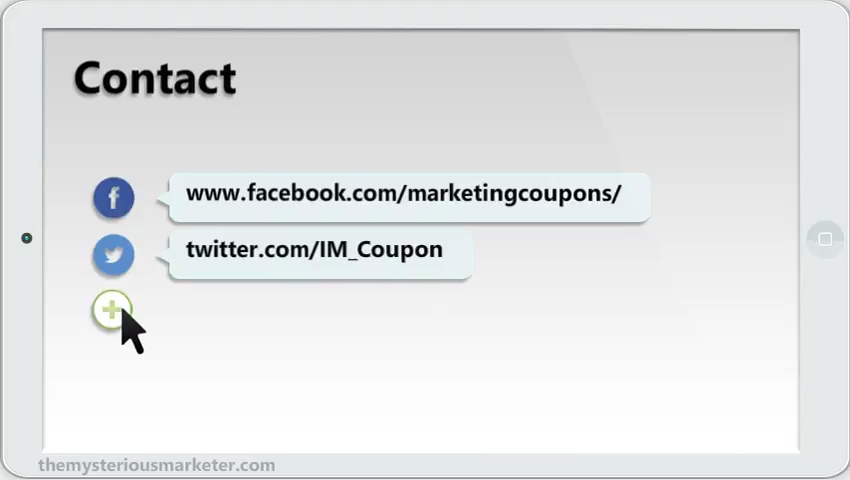 Contact
www.facebook.com/marketingcoupons/
twitter.com/IM_Coupon
themysteriousmarketer.com